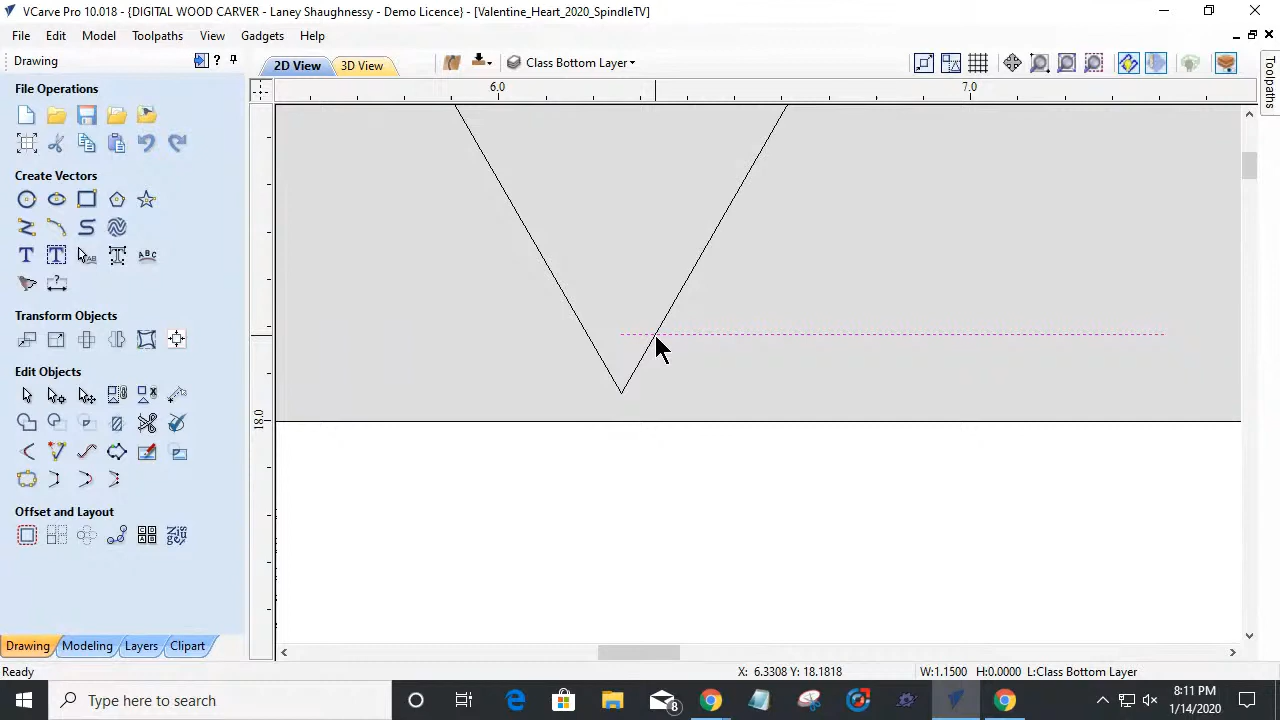 VCarve Pro 10.018 - {DIGITAL WOOD CARVER - Laney Shaughnessy - Demo Licence} - [Valentine_Heart_2020_SpindleTV]
File Edit Model Toolpaths View Gadgets Help
Drawing
2D View 3D View Class Bottom Layer
Toolpaths
File Operations
6.0 7.0
Create Vectors
Transform Objects
Edit Objects
18.0
Offset and Layout
Drawing Modeling Layers Clipart
Ready X: 6.3308 Y: 18.1818 W:1.1500 H:0.0000 L:Class Bottom Layer
Type here to search
8
8:11 PM
1/14/2020